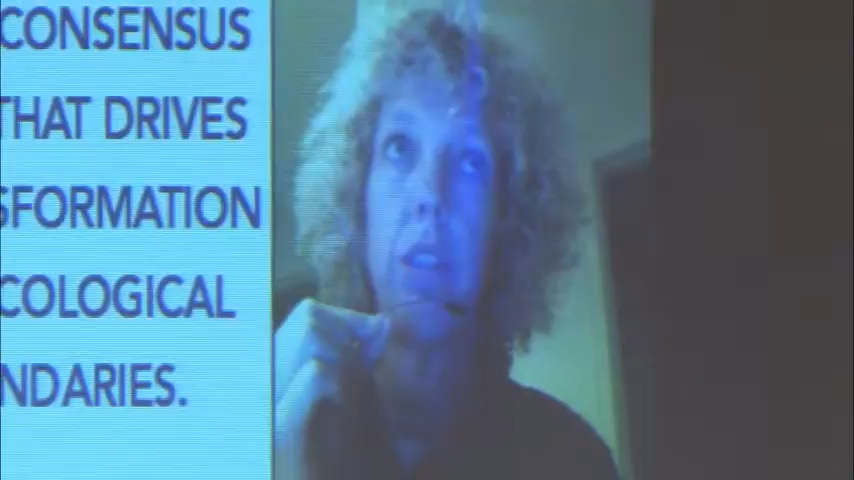 CONSENSUS
THAT DRIVES
SFORMATION
COLOGICAL
NDARIES.